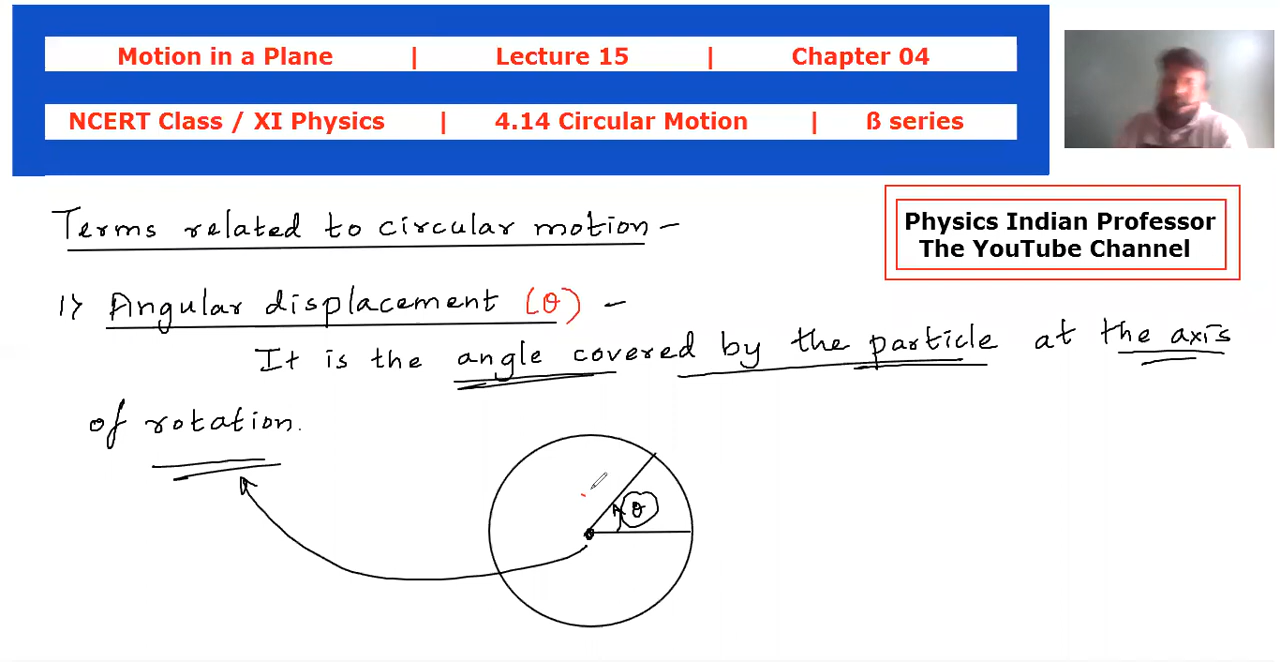 Motion in a Plane | Lecture 15 | Chapter 04
NCERT Class / XI Physics | 4.14 Circular Motion | ß series
Physics Indian Professor
The YouTube Channel
Terms related to circular motion -
1) Angular displacement (θ) -
It is the angle covered by the particle at the axis
of rotation.
θ